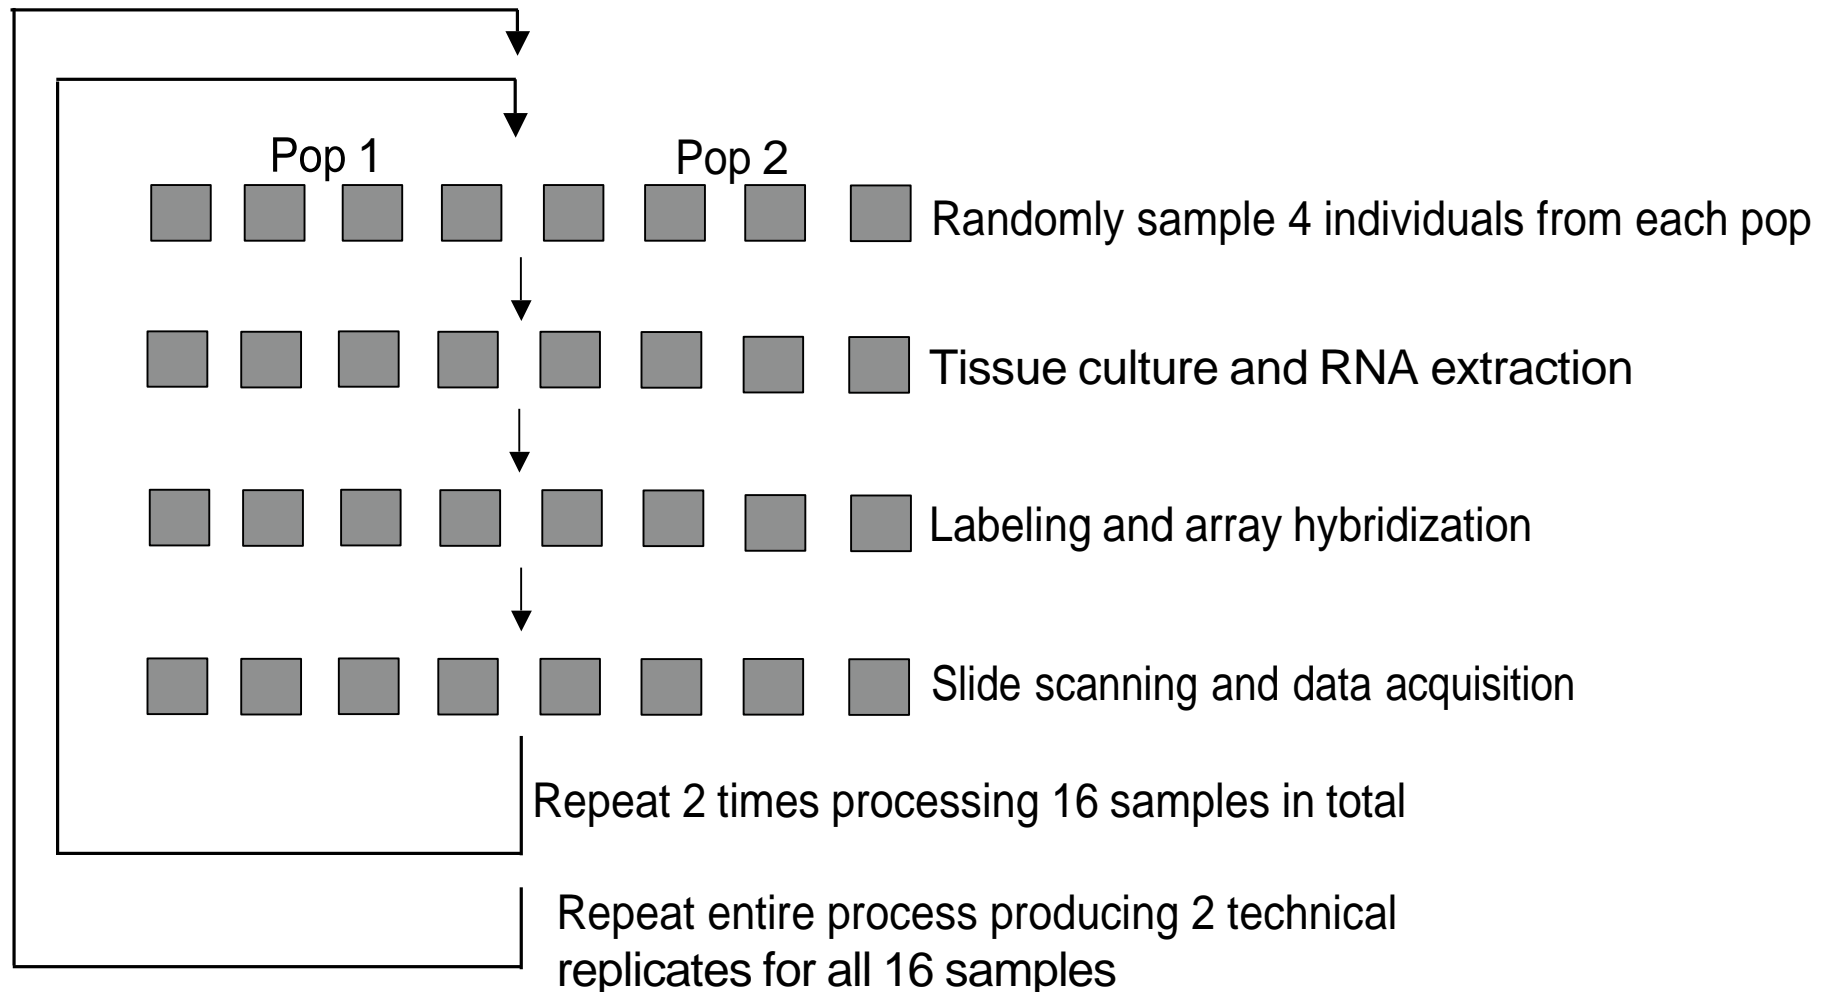 Pop 1
Pop 2
Randomly sample 4 individuals from each pop
Tissue culture and RNA extraction
Labeling and array hybridization
Slide scanning and data acquisition
Repeat 2 times processing 16 samples in total
Repeat entire process producing 2 technical
replicates for all 16 samples